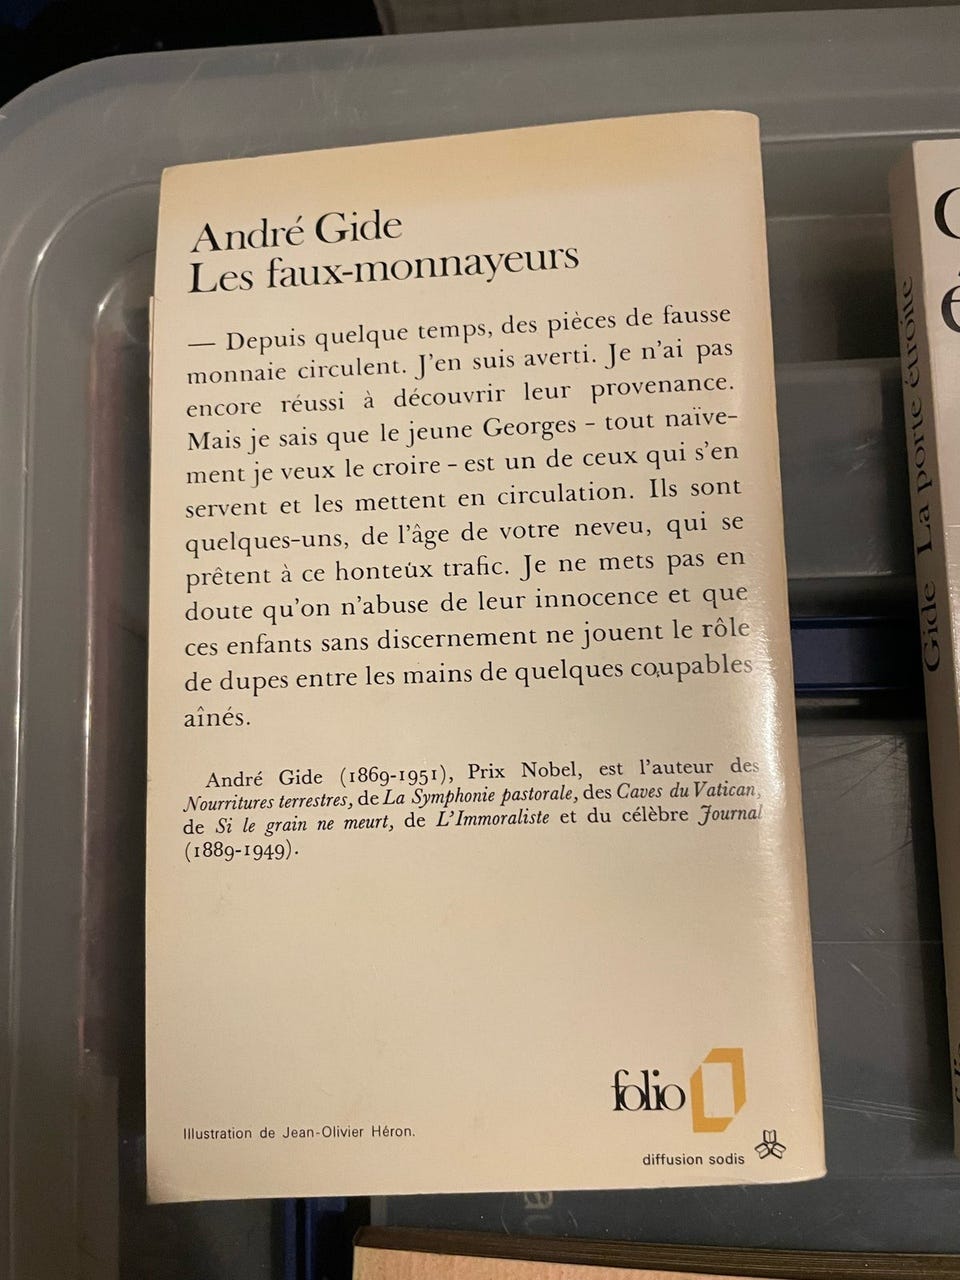 André Gide
Les faux-monnayeurs
— Depuis quelque temps, des pièces de fausse
monnaie circulent. J'en suis averti. Je n'ai pas
encore réussi à découvrir leur provenance.
Mais je sais que le jeune Georges – tout naïve-
ment je veux le croire – est un de ceux qui s'en
servent et les mettent en circulation. Ils sont
quelques-uns, de l'âge de votre neveu, qui se
prêtent à ce honteux trafic. Je ne mets pas en
doute qu'on n'abuse de leur innocence et que
ces enfants sans discernement ne jouent le rôle
de dupes entre les mains de quelques coupables
aînés.
André Gide (1869-1951), Prix Nobel, est l'auteur des
Nourritures terrestres, de La Symphonie pastorale, des Caves du Vatican,
de Si le grain ne meurt, de L'Immoraliste et du célèbre Journal
(1889-1949).
folio
Illustration de Jean-Olivier Héron.
diffusion sodis
Gide La porte étroite